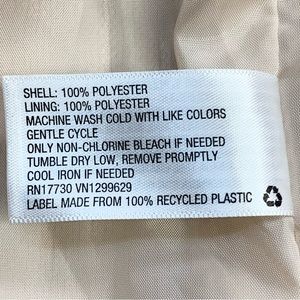 SHELL: 100% POLYESTER
LINING: 100% POLYESTER
MACHINE WASH COLD WITH LIKE COLORS
GENTLE CYCLE
ONLY NON-CHLORINE BLEACH IF NEEDED
TUMBLE DRY LOW, REMOVE PROMPTLY
COOL IRON IF NEEDED
RN17730 VN1299629
LABEL MADE FROM 100% RECYCLED PLASTIC